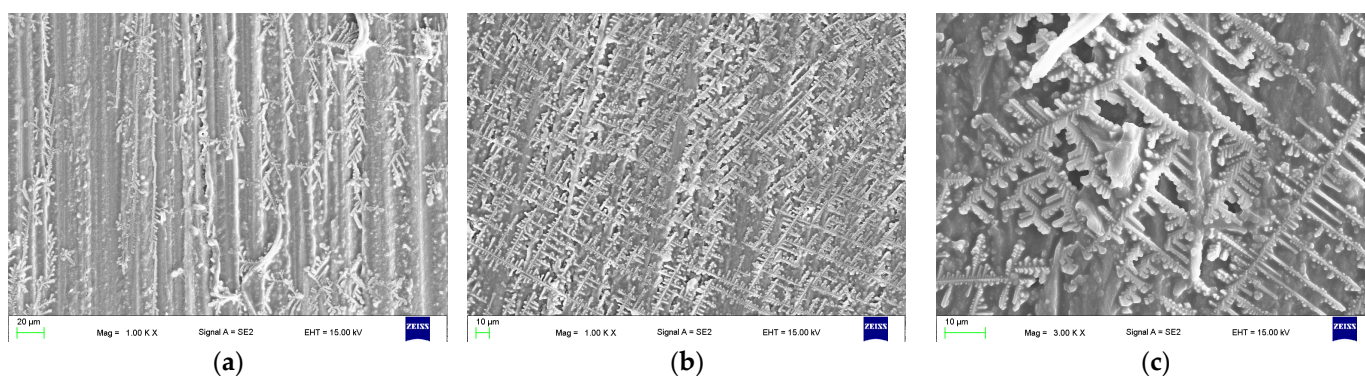 20 µm
Mag = 1.00 K X Signal A = SE2 EHT = 15.00 kV ZEISS
10 µm
Mag = 1.00 K X Signal A = SE2 EHT = 15.00 kV ZEISS
10 µm
Mag = 3.00 K X Signal A = SE2 EHT = 15.00 kV ZEISS
(a) (b) (c)